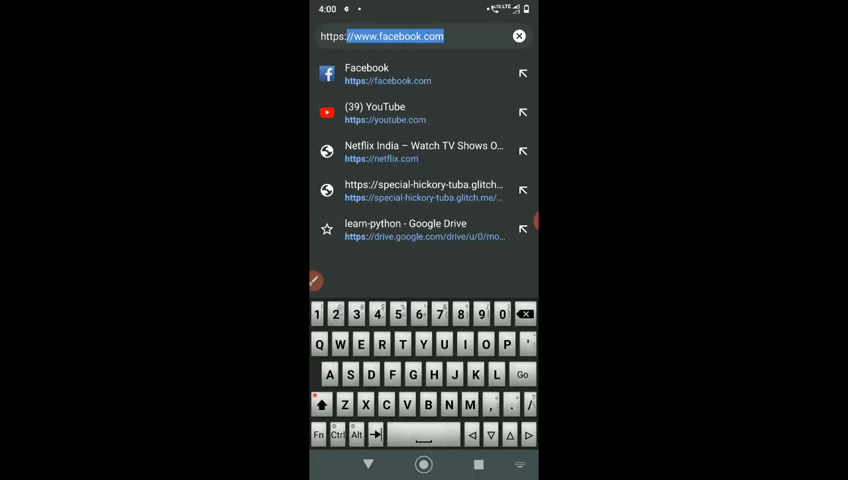 4:00
LTE LTE
https://www.facebook.com
Facebook
https://facebook.com
(39) YouTube
https://youtube.com
Netflix India – Watch TV Shows O...
https://netflix.com
https://special-hickory-tuba.glitch...
https://special-hickory-tuba.glitch.me/...
learn-python - Google Drive
https://drive.google.com/drive/u/0/mo...
1 2 3 4 5 6 7 8 9 0
Q W E R T Y U I O P '
A S D F G H J K L Go
Z X C V B N M , . /
Fn Ctrl Alt